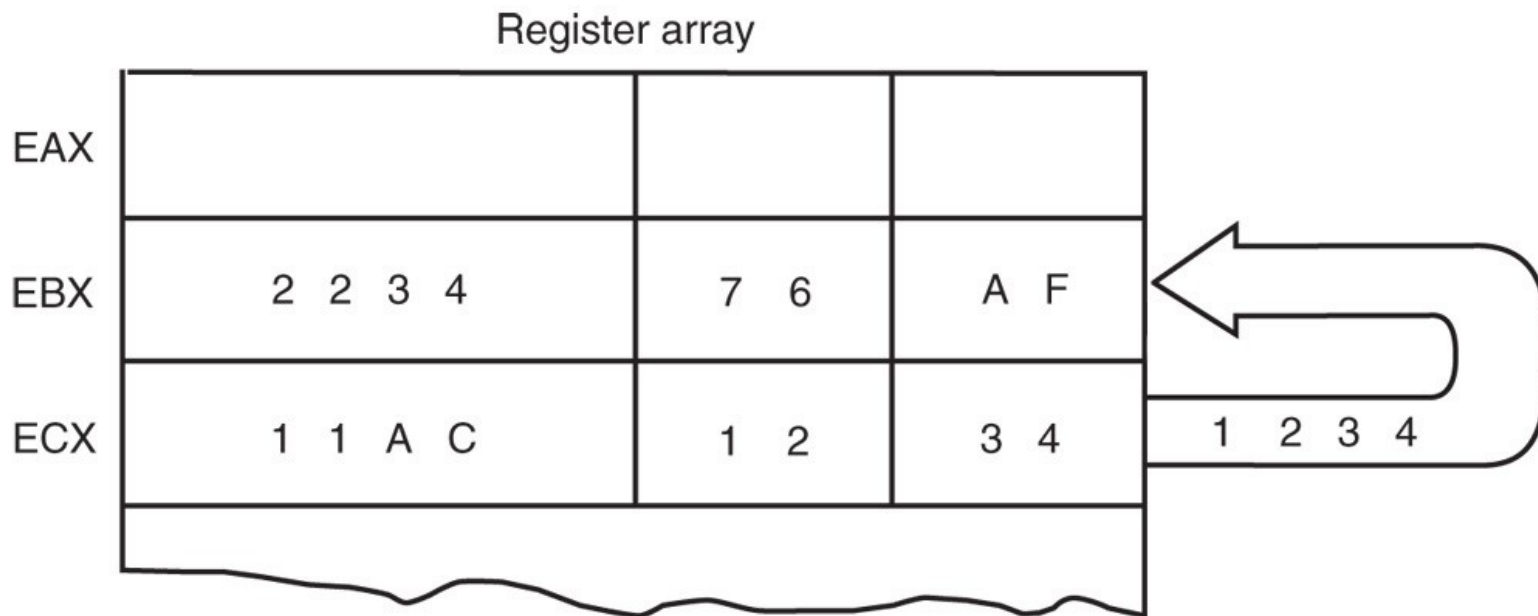 Register array
EAX
EBX 2 2 3 4 7 6 A F
ECX 1 1 A C 1 2 3 4 1 2 3 4